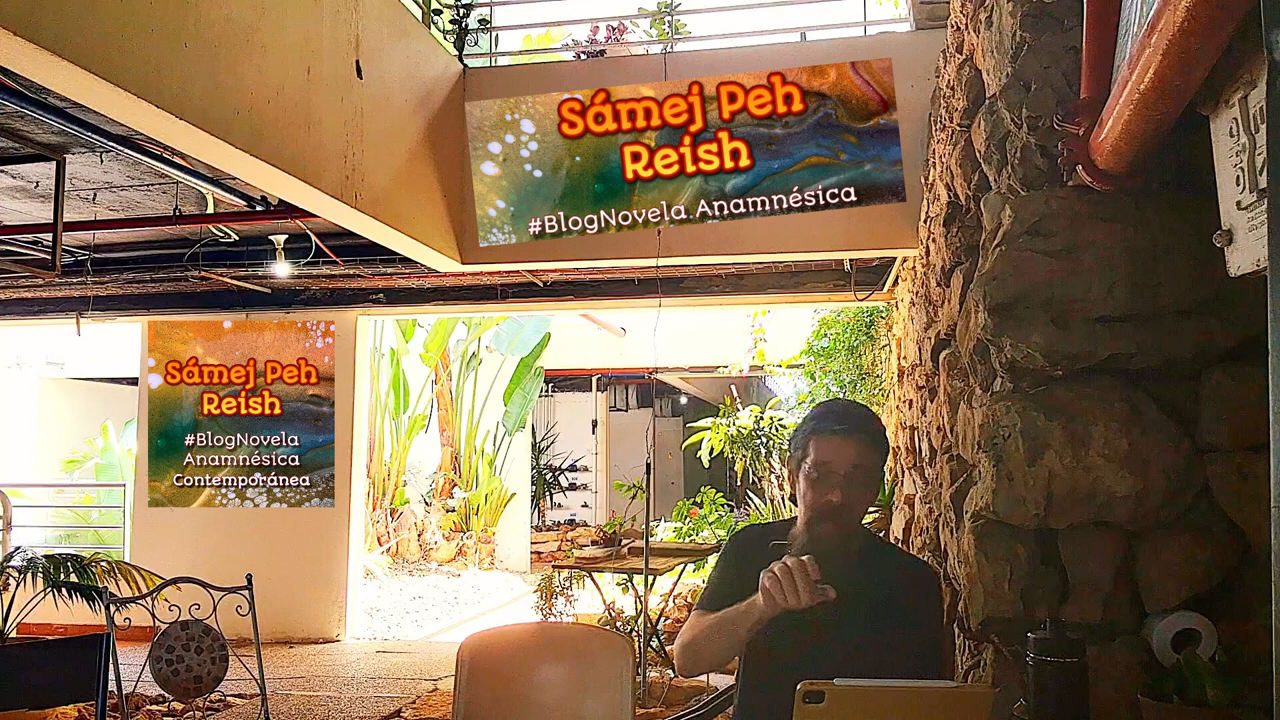 Sámej Peh
Reish
#BlogNovela Anamnésica
Sámej Peh
Reish
#BlogNovela
Anamnésica
Contemporánea